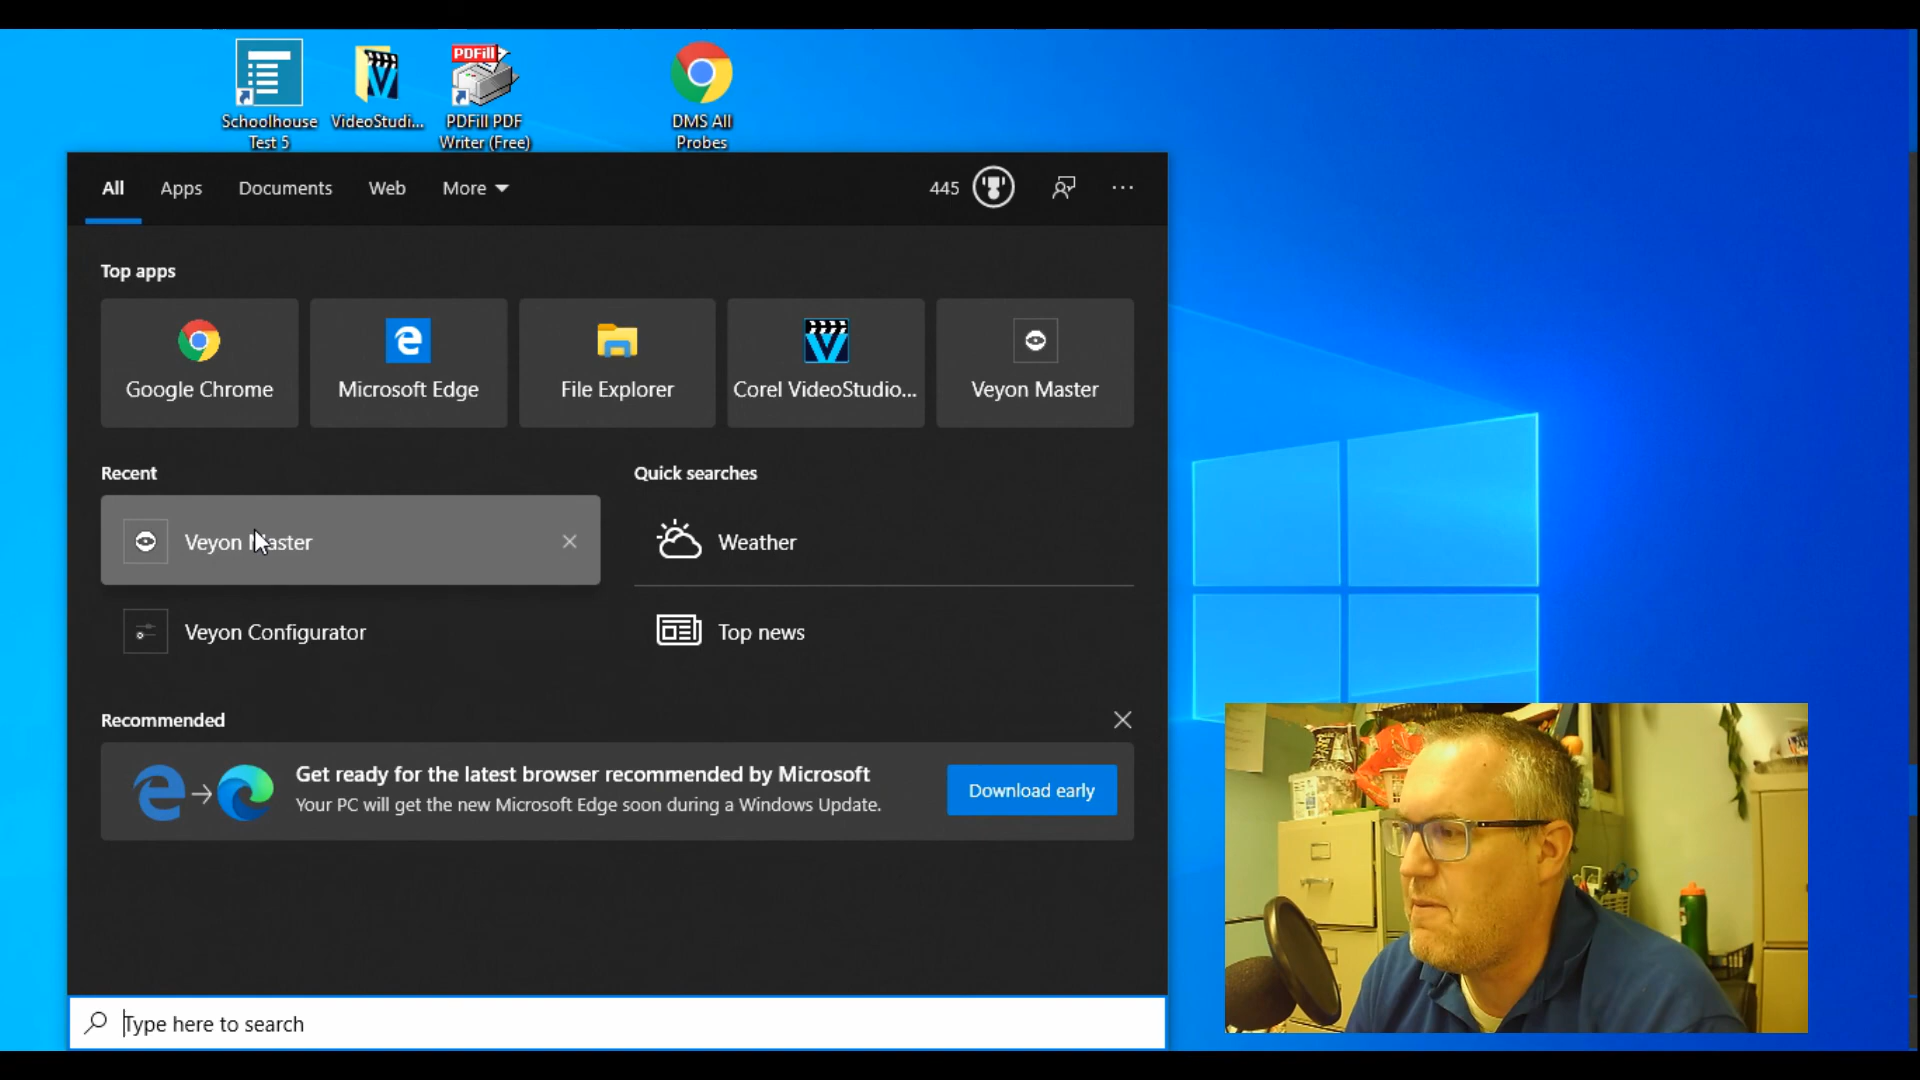 PDFill
Schoolhouse
Test 5
VideoStudi...
PDFill PDF
Writer (Free)
DMS All
Probes
All
Apps
Documents
Web
More
445
Top apps
Google Chrome
Microsoft Edge
File Explorer
Corel VideoStudio...
Veyon Master
Recent
Quick searches
Veyon Master
Weather
Veyon Configurator
Top news
Recommended
Get ready for the latest browser recommended by Microsoft
Your PC will get the new Microsoft Edge soon during a Windows Update.
Download early
Type here to search